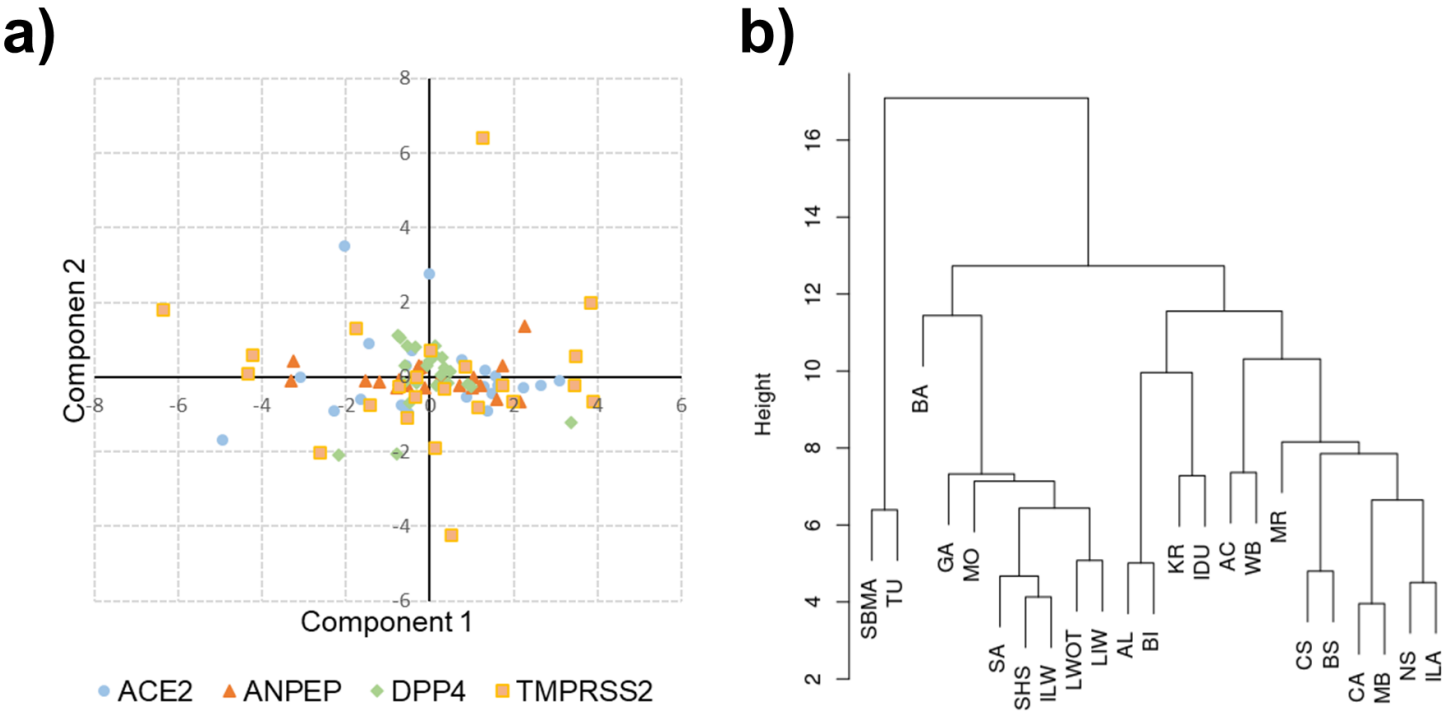 a)
b)
8
6
4
2
0
-2
-4
-6
-8 -6 -4 -2 0 2 4 6
Componen 2
Component 1
ACE2 ANPEP DPP4 TMPRSS2
Height
16
14
12
10
8
6
4
2
SBMA
TU
BA
GA
MO
SA
SHS
ILW
LWOT
LIW
AL
BI
KR
IDU
AC
WB
MR
CS
BS
CA
MB
NS
ILA